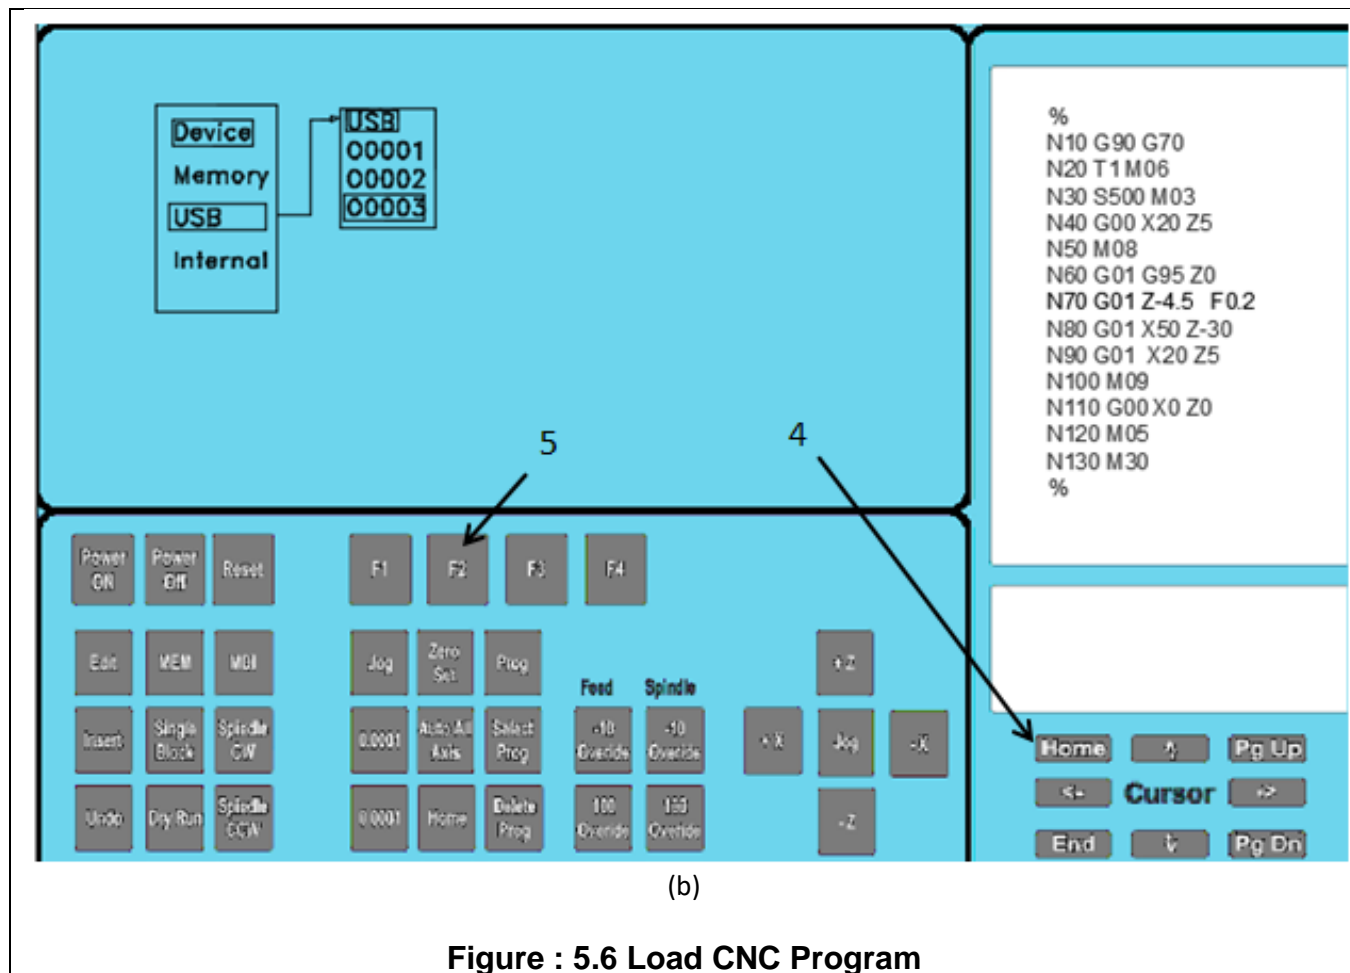 Device
Memory
USB
Internal
USB
O0001
O0002
O0003
%
N10 G90 G70
N20 T1 M06
N30 S500 M03
N40 G00 X20 Z5
N50 M08
N60 G01 G95 Z0
N70 G01 Z-4.5 F0.2
N80 G01 X50 Z-30
N90 G01 X20 Z5
N100 M09
N110 G00 X0 Z0
N120 M05
N130 M30
%
5
4
Power ON
Power Off
Reset
F1
F2
F3
F4
Edit
MEM
MDI
Jog
Zero Set
Prog
+Z
Feed
Spindle
Insert
Single Block
Spindle CW
0.0001
Auto All Axis
Select Prog
-10 Override
-10 Override
+X
Jog
-X
Undo
Dry Run
Spindle CCW
0.0001
Home
Delete Prog
100 Override
100 Override
-Z
Home
Pg Up
<-
Cursor
->
End
Pg Dn
(b)
Figure : 5.6 Load CNC Program